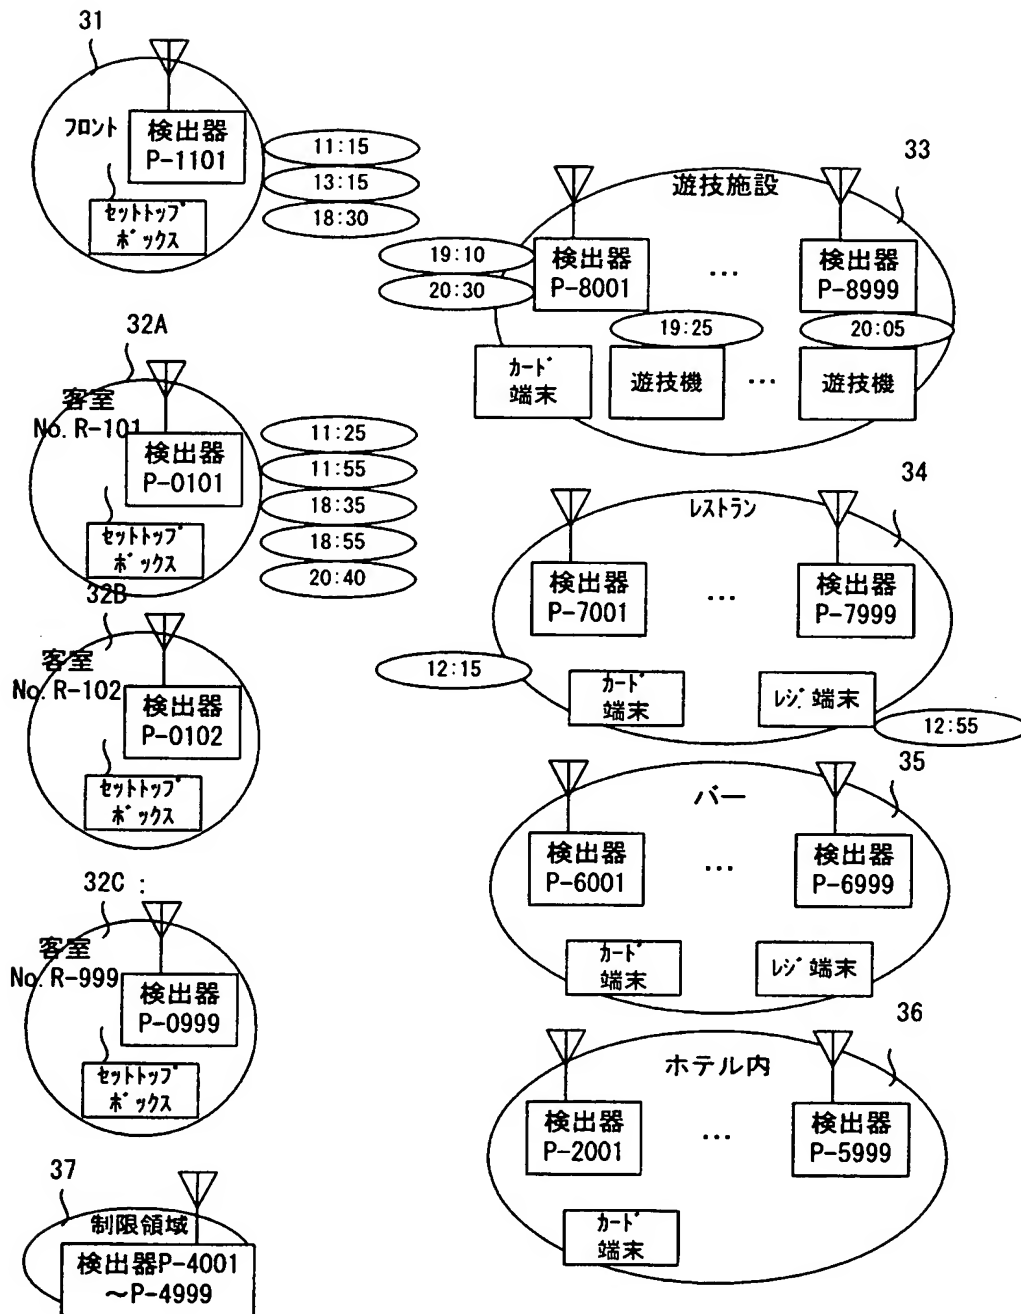 31
フロント
検出器
P-1101
セットトップ
ボックス
11:15
13:15
18:30
32A
客室
No. R-101
検出器
P-0101
セットトップ
ボックス
11:25
11:55
18:35
18:55
20:40
32B
客室
No. R-102
検出器
P-0102
セットトップ
ボックス
32C :
客室
No. R-999
検出器
P-0999
セットトップ
ボックス
37
制限領域
検出器P-4001
～P-4999
33
遊技施設
19:10
20:30
検出器
P-8001
...
検出器
P-8999
19:25
20:05
カード
端末
遊技機
...
遊技機
34
レストラン
検出器
P-7001
...
検出器
P-7999
12:15
カード
端末
レジ端末
12:55
35
バー
検出器
P-6001
...
検出器
P-6999
カード
端末
レジ端末
36
ホテル内
検出器
P-2001
...
検出器
P-5999
カード
端末